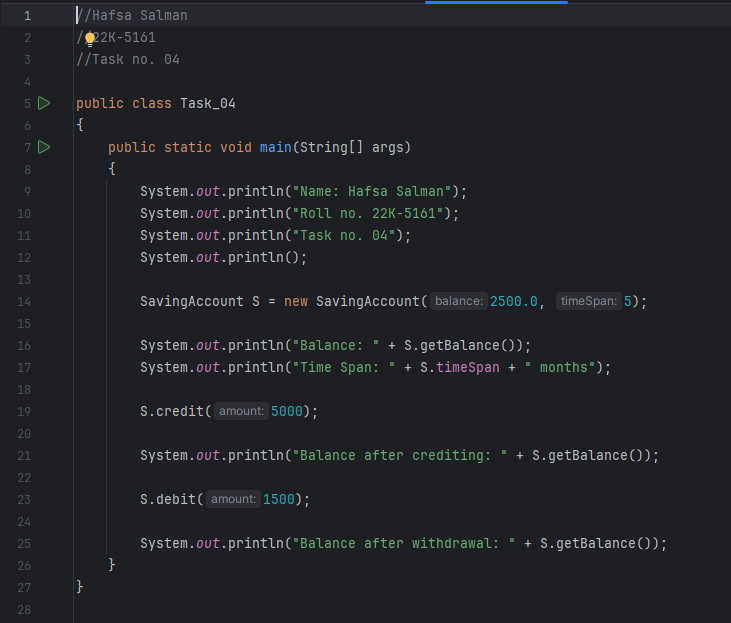 1 //Hafsa Salman
2 //22K-5161
3 //Task no. 04
4
5 public class Task_04
6 {
7     public static void main(String[] args)
8     {
9         System.out.println("Name: Hafsa Salman");
10         System.out.println("Roll no. 22K-5161");
11         System.out.println("Task no. 04");
12         System.out.println();
13
14         SavingAccount S = new SavingAccount( balance: 2500.0, timeSpan: 5);
15
16         System.out.println("Balance: " + S.getBalance());
17         System.out.println("Time Span: " + S.timeSpan + " months");
18
19         S.credit( amount: 5000);
20
21         System.out.println("Balance after crediting: " + S.getBalance());
22
23         S.debit( amount: 1500);
24
25         System.out.println("Balance after withdrawal: " + S.getBalance());
26     }
27 }
28